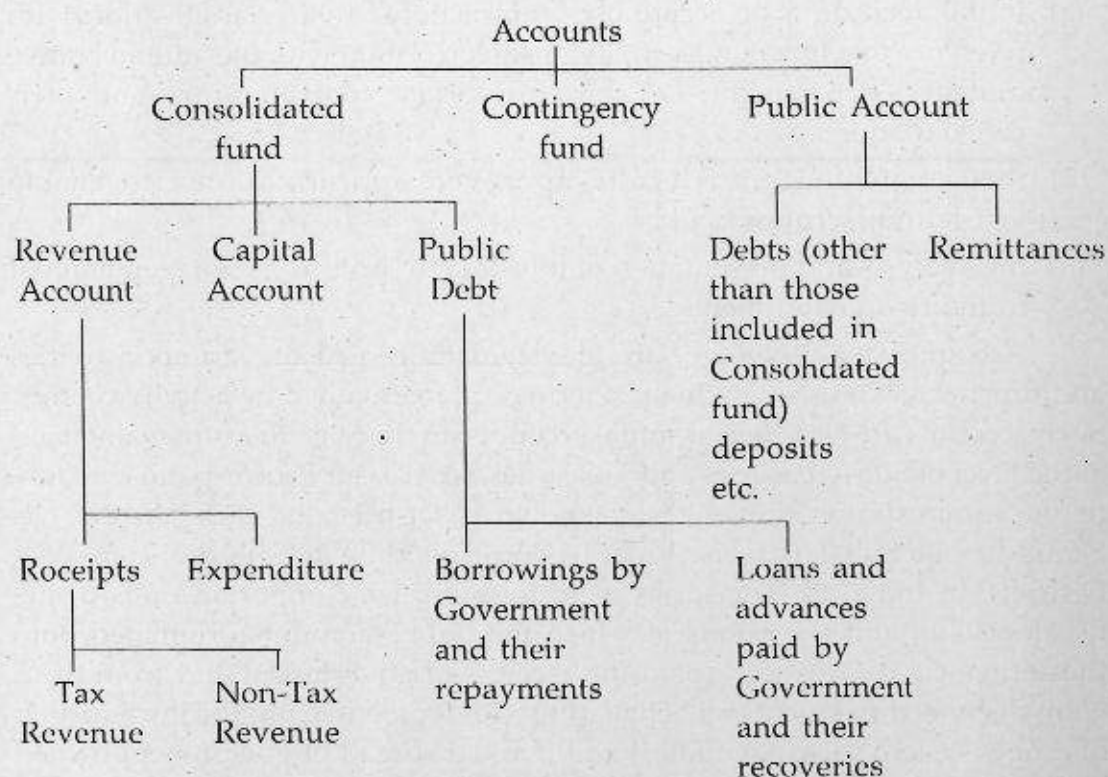 Accounts
Consolidated
fund
Contingency
fund
Public Account
Revenue
Account
Capital
Account
Public
Debt
Debts (other
than those
included in
Consohdated
fund)
deposits
etc.
Remittances
Roceipts
Expenditure
Borrowings by
Government
and their
repayments
Loans and
advances
paid by
Government
and their
recoveries
Tax
Revenue
Non-Tax
Revenue